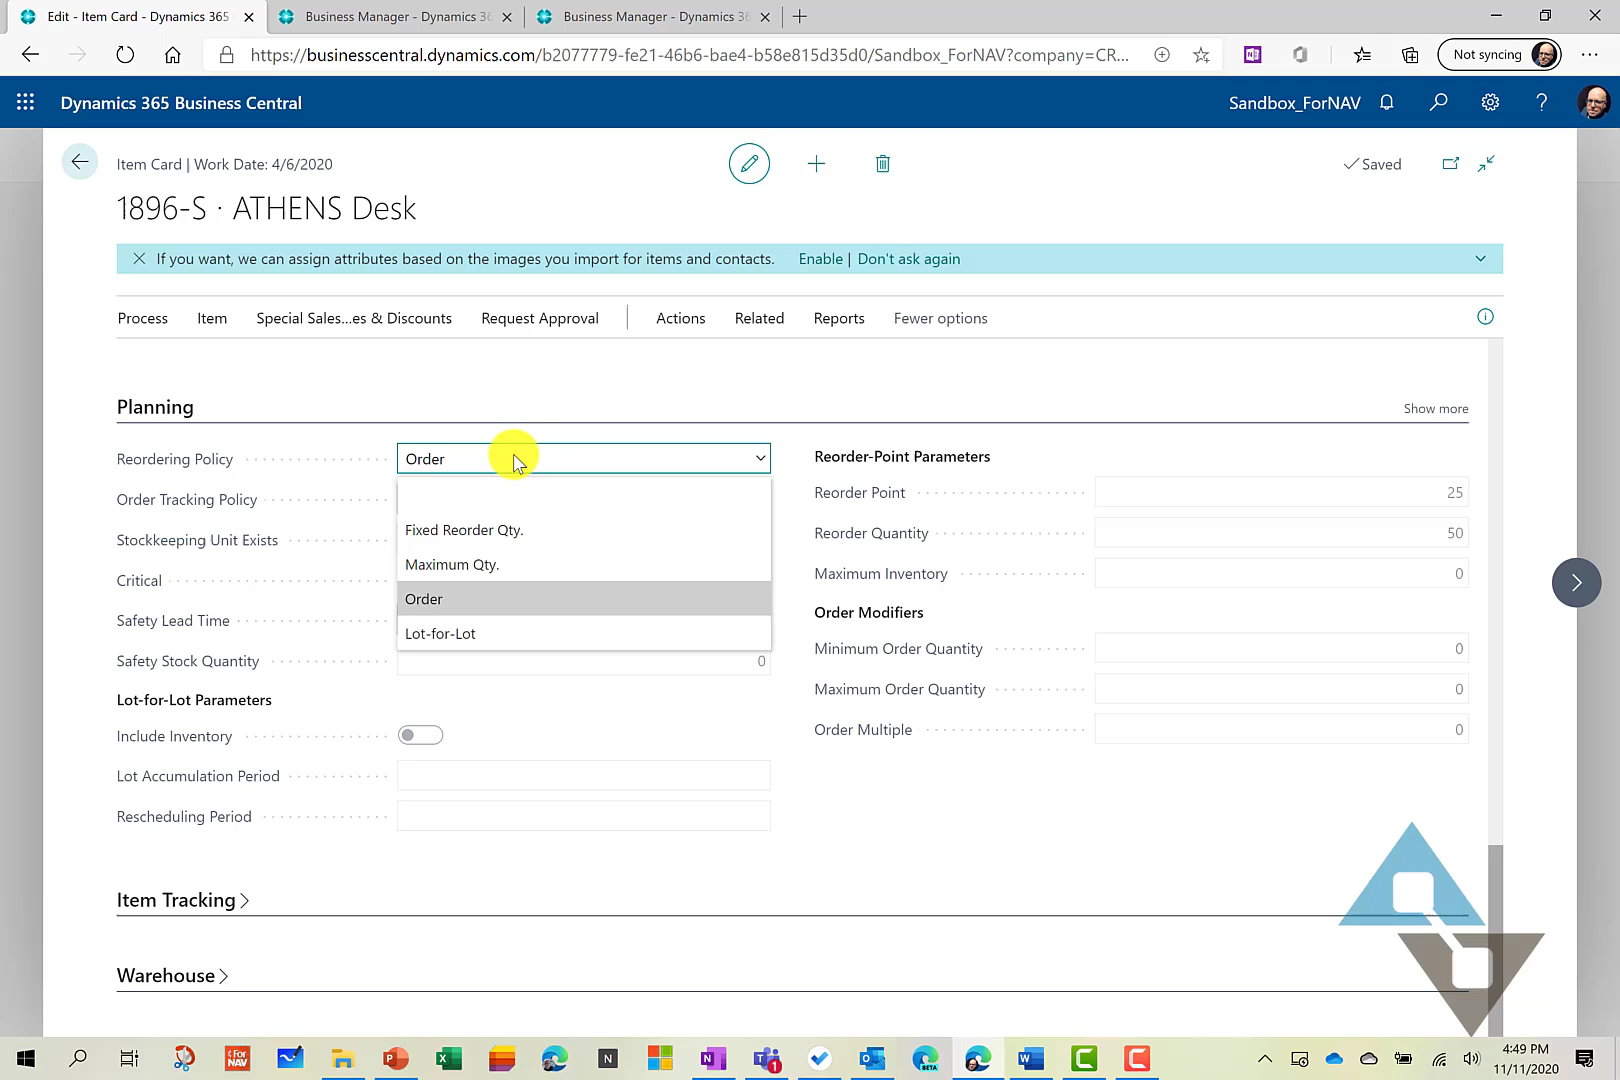 Edit - Item Card - Dynamics 365
Business Manager - Dynamics 36
Business Manager - Dynamics 36
https://businesscentral.dynamics.com/b2077779-fe21-46b6-bae4-b58e815d35d0/Sandbox_ForNAV?company=CR...
Not syncing
Dynamics 365 Business Central
Sandbox_ForNAV
Item Card | Work Date: 4/6/2020
Saved
1896-S · ATHENS Desk
If you want, we can assign attributes based on the images you import for items and contacts. Enable | Don't ask again
Process Item Special Sales...es & Discounts Request Approval Actions Related Reports Fewer options
Planning
Show more
Reordering Policy
Order
Fixed Reorder Qty.
Maximum Qty.
Order
Lot-for-Lot
Order Tracking Policy
Stockkeeping Unit Exists
Critical
Safety Lead Time
Safety Stock Quantity 0
Lot-for-Lot Parameters
Include Inventory
Lot Accumulation Period
Rescheduling Period
Reorder-Point Parameters
Reorder Point 25
Reorder Quantity 50
Maximum Inventory 0
Order Modifiers
Minimum Order Quantity 0
Maximum Order Quantity 0
Order Multiple 0
Item Tracking
Warehouse
For NAV
BETA
1
4:49 PM
11/11/2020